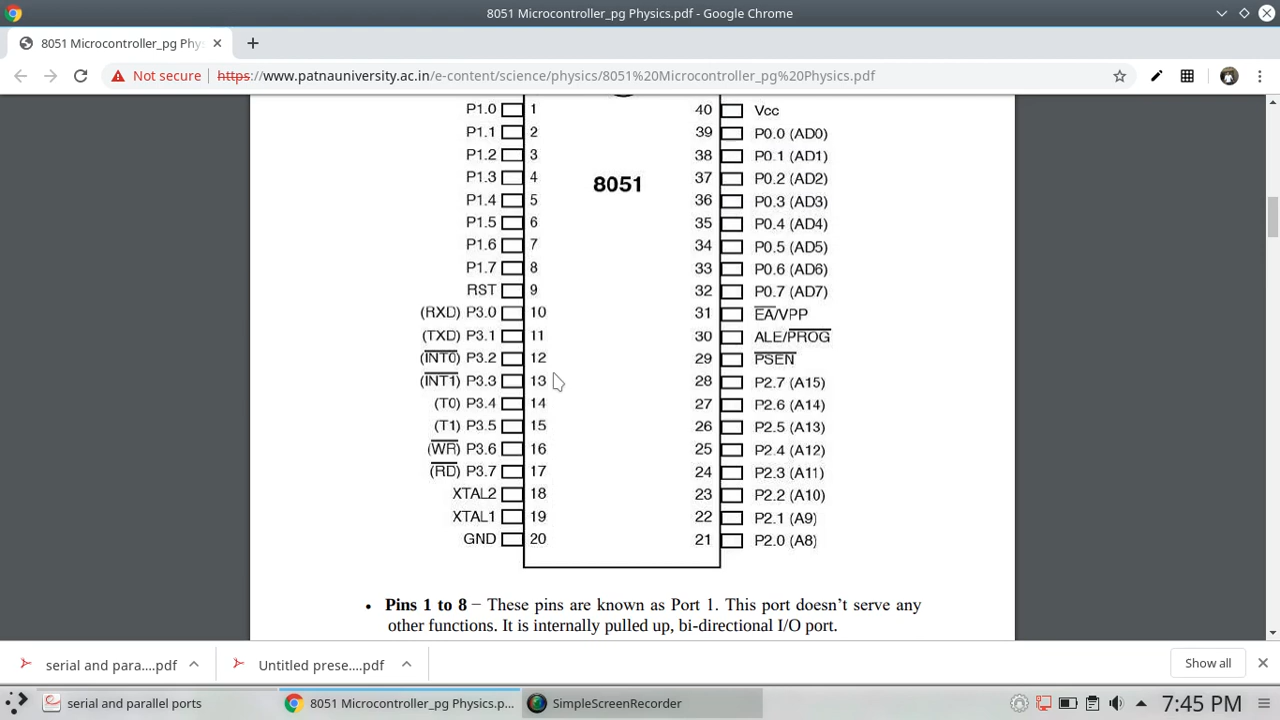 8051 Microcontroller_pg Physics.pdf - Google Chrome
8051 Microcontroller_pg Phy
Not secure https://www.patnauniversity.ac.in/e-content/science/physics/8051%20Microcontroller_pg%20Physics.pdf
P1.0 1 40 Vcc
P1.1 2 39 P0.0 (AD0)
P1.2 3 38 P0.1 (AD1)
P1.3 4 8051 37 P0.2 (AD2)
P1.4 5 36 P0.3 (AD3)
P1.5 6 35 P0.4 (AD4)
P1.6 7 34 P0.5 (AD5)
P1.7 8 33 P0.6 (AD6)
RST 9 32 P0.7 (AD7)
(RXD) P3.0 10 31 EA/VPP
(TXD) P3.1 11 30 ALE/PROG
(INT0) P3.2 12 29 PSEN
(INT1) P3.3 13 28 P2.7 (A15)
(T0) P3.4 14 27 P2.6 (A14)
(T1) P3.5 15 26 P2.5 (A13)
(WR) P3.6 16 25 P2.4 (A12)
(RD) P3.7 17 24 P2.3 (A11)
XTAL2 18 23 P2.2 (A10)
XTAL1 19 22 P2.1 (A9)
GND 20 21 P2.0 (A8)
• Pins 1 to 8 − These pins are known as Port 1. This port doesn’t serve any
other functions. It is internally pulled up, bi-directional I/O port.
serial and para....pdf Untitled prese....pdf Show all
serial and parallel ports 8051 Microcontroller_pg Physics.p... SimpleScreenRecorder 7:45 PM